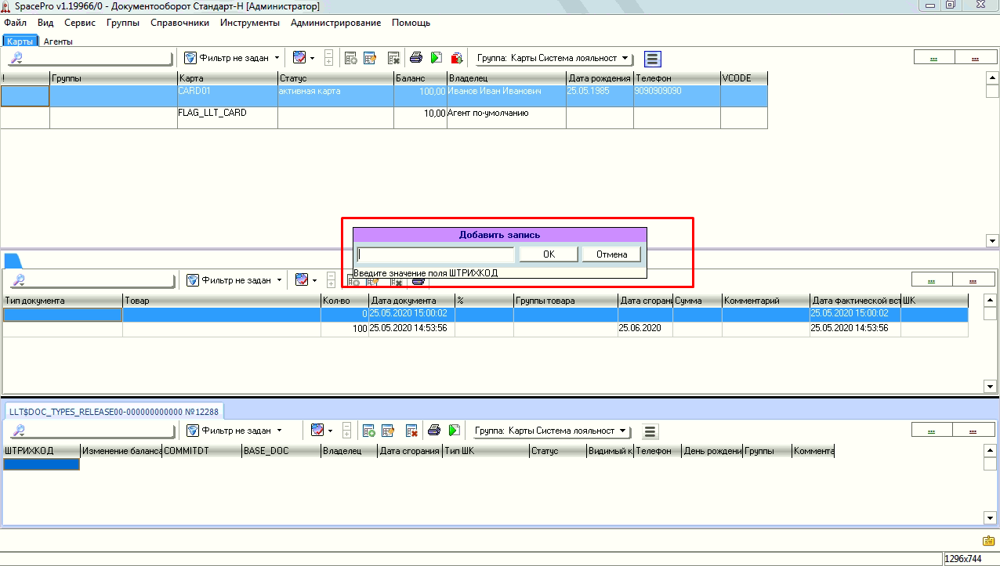 SpacePro v1.19966/0 - Документооборот Стандарт-Н [Администратор]
Файл Вид Сервис Группы Справочники Инструменты Администрирование Помощь
Карты Агенты
Фильтр не задан Группа: Карты Система лояльност ... ...
! Группы Карта Статус Баланс Владелец Дата рождения Телефон VCODE
CARD01 активная карта 100,00 Иванов Иван Иванович 25.05.1985 9090909090
FLAG_LLT_CARD 10,00 Агент по-умолчанию
Добавить запись
OK Отмена
Введите значение поля ШТРИХКОД
Фильтр не задан ... ...
Тип документа Товар Кол-во Дата документа % Группы товара Дата сгорани Сумма Комментарий Дата фактической вст ШК
0 25.05.2020 15:00:02 25.05.2020 15:00:02
100 25.05.2020 14:53:56 25.06.2020 25.05.2020 14:53:56
LLT$DOC_TYPES_RELEASE00-000000000000 №12288
Фильтр не задан Группа: Карты Система лояльност ... ...
ШТРИХКОД Изменение баланса COMMITDT BASE_DOC Владелец Дата сгорания Тип ШК Статус Видимый к Телефон День рождени Группы Коммента
1296x744